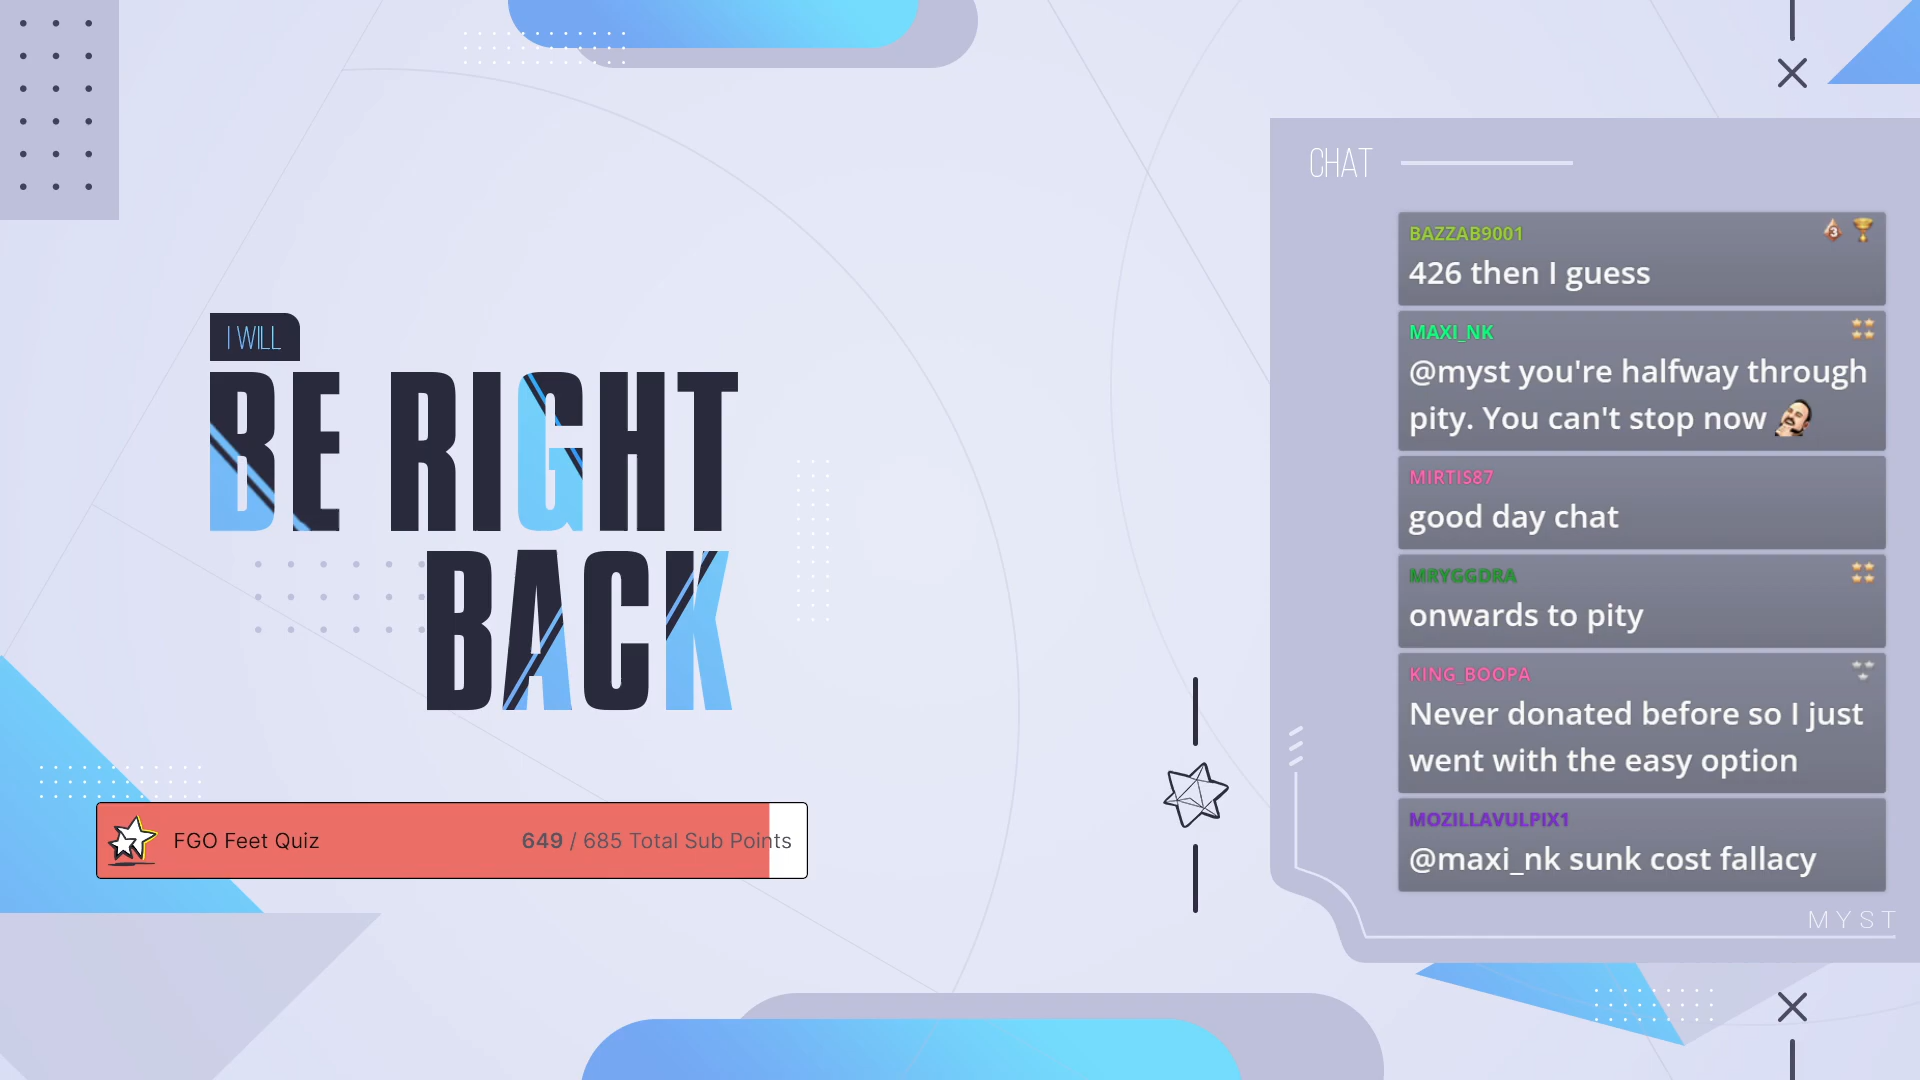 I WILL
BE RIGHT
BACK
FGO Feet Quiz
649 / 685 Total Sub Points
CHAT
BAZZAB9001
3
426 then I guess
MAXI_NK
@myst you're halfway through
pity. You can't stop now
MIRTIS87
good day chat
MRYGGDRA
onwards to pity
KING_BOOPA
Never donated before so I just
went with the easy option
MOZILLAVULPIX1
@maxi_nk sunk cost fallacy
MYST